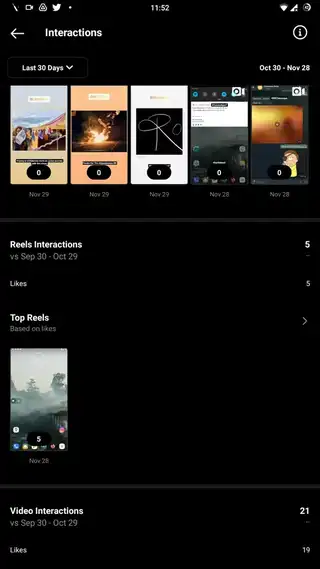 11:52
Interactions
Last 30 Days
Oct 30 - Nov 28
0
0
0
0
0
Nov 29
Nov 29
Nov 29
Nov 28
Nov 28
Reels Interactions
5
vs Sep 30 - Oct 29
--
Likes
5
Top Reels
Based on likes
5
Nov 28
Video Interactions
21
vs Sep 30 - Oct 29
--
Likes
19